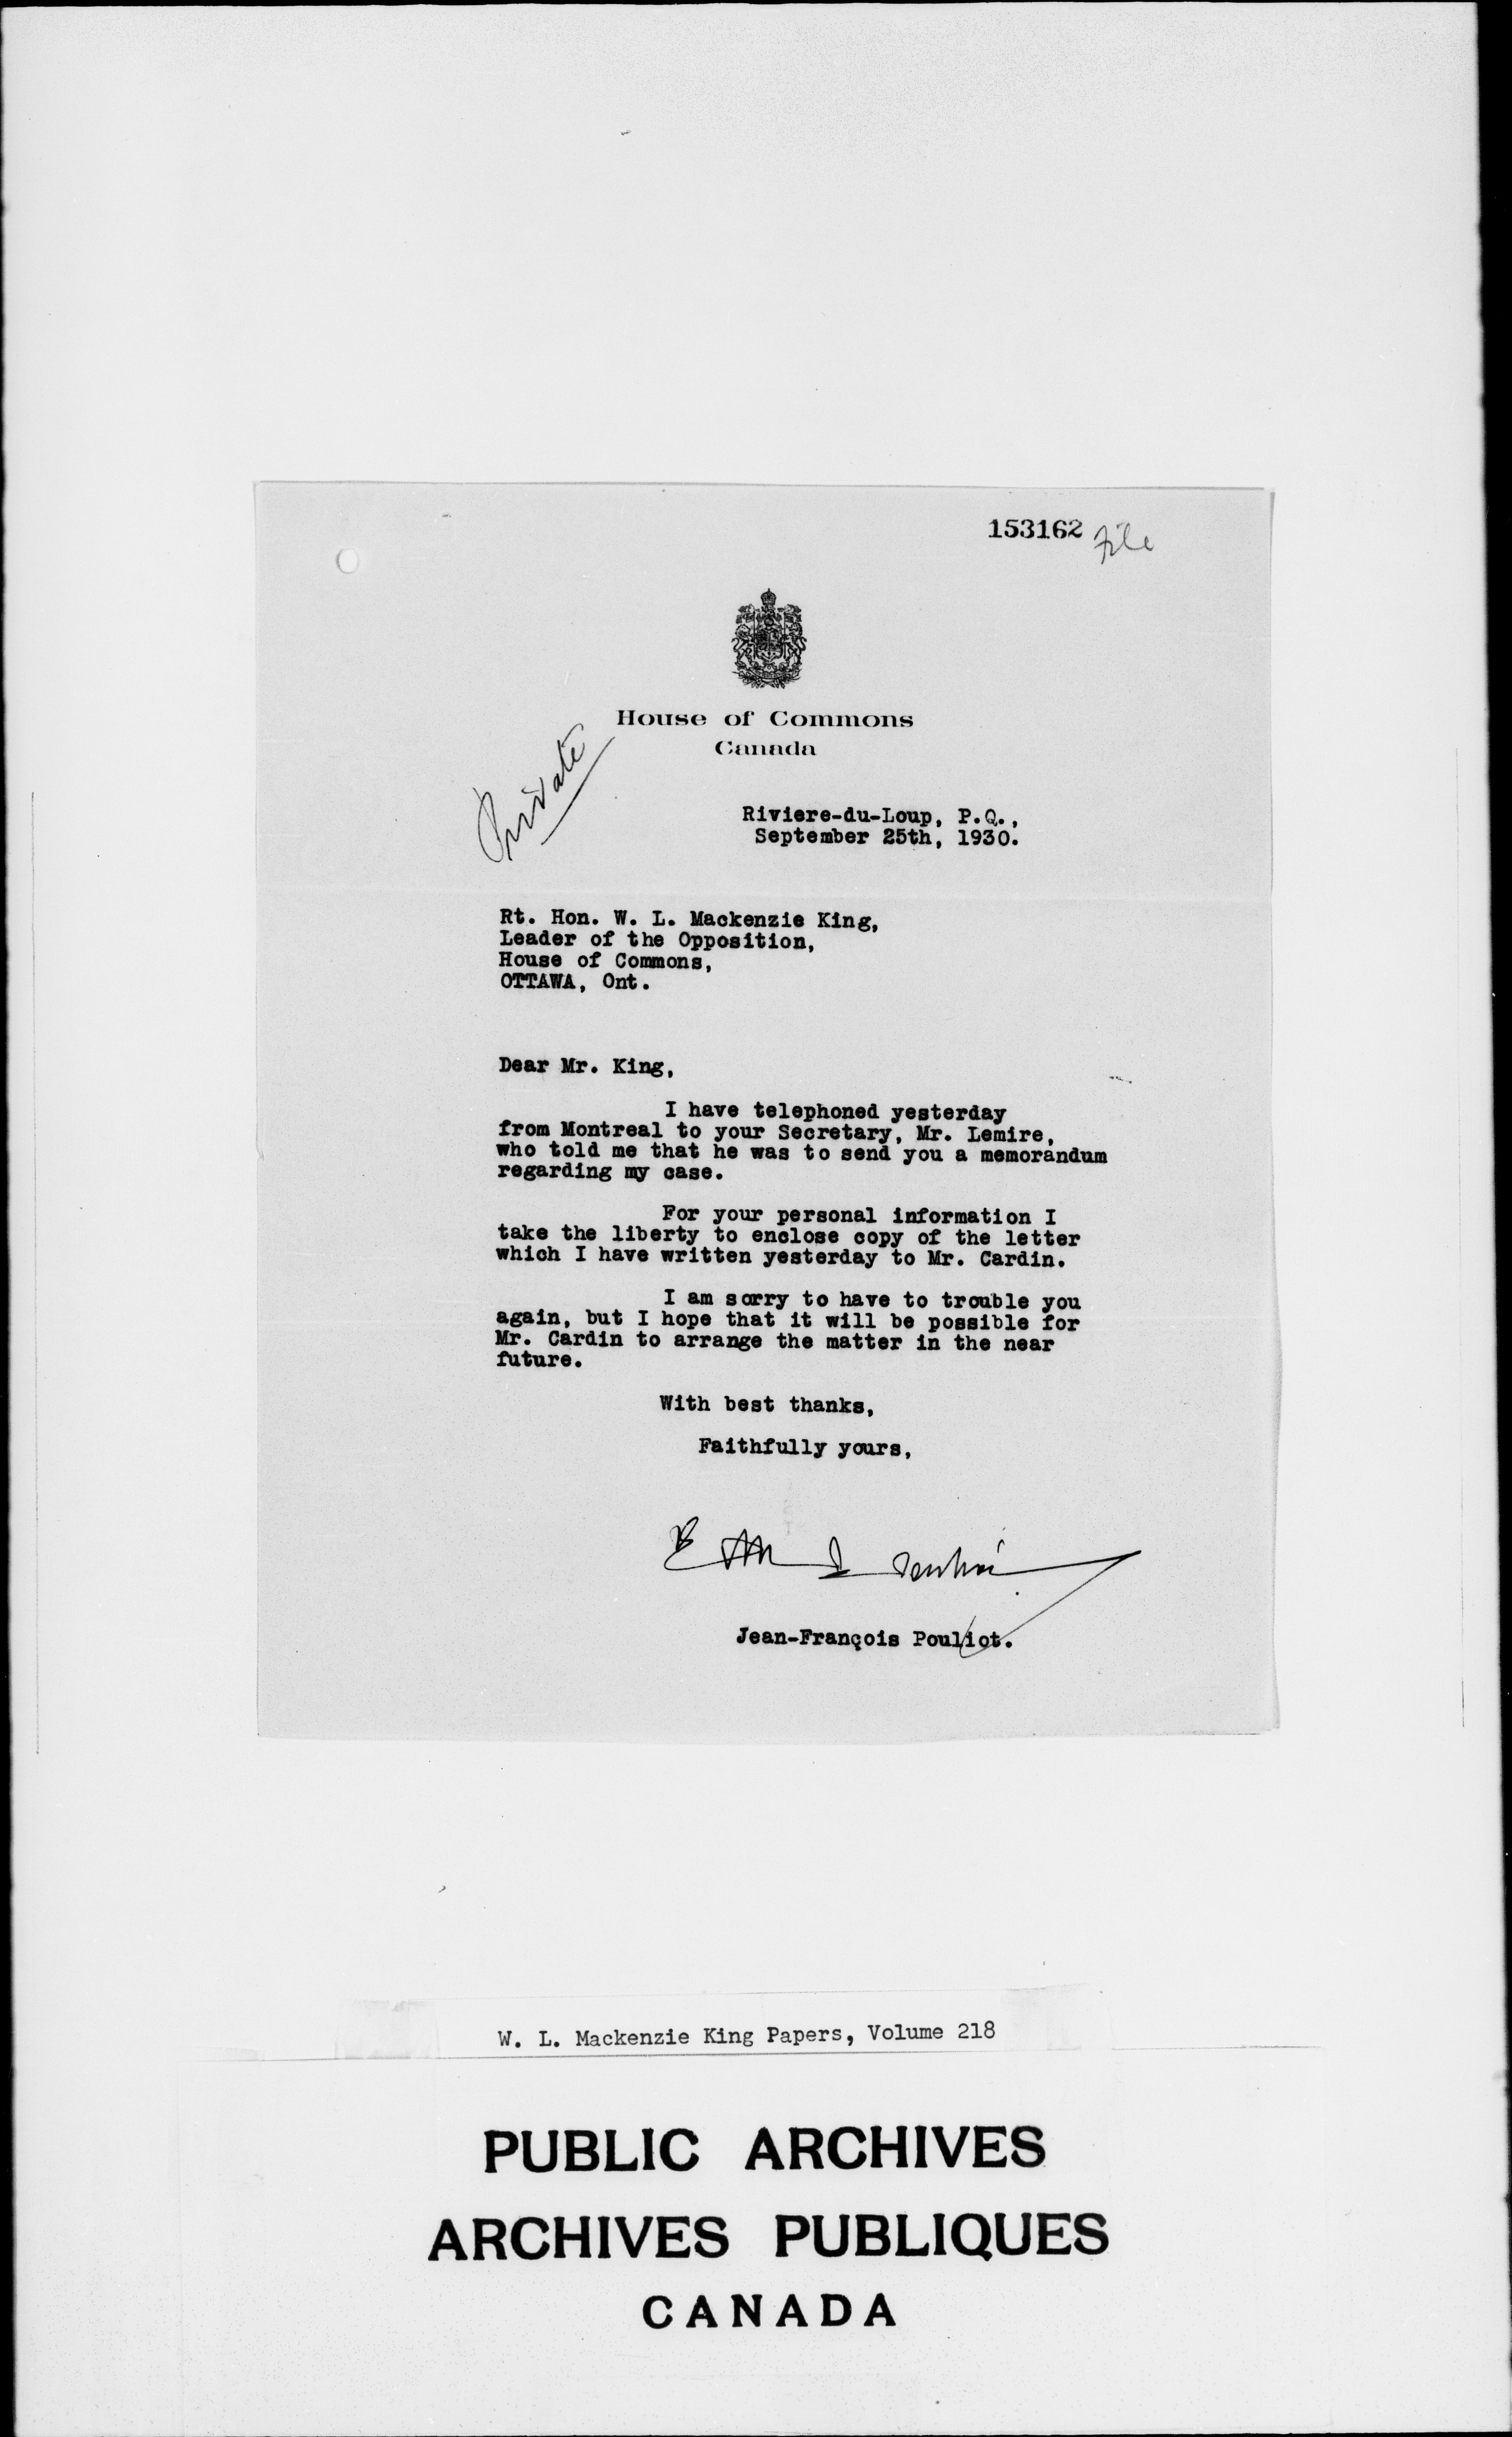 153162 File
House of Commons
Canada
Private
Riviere-du-Loup, P.Q.,
September 25th, 1930.
Rt. Hon. W. L. Mackenzie King,
Leader of the Opposition,
House of Commons,
OTTAWA, Ont.
Dear Mr. King,
I have telephoned yesterday
from Montreal to your Secretary, Mr. Lemire,
who told me that he was to send you a memorandum
regarding my case.
For your personal information I
take the liberty to enclose copy of the letter
which I have written yesterday to Mr. Cardin.
I am sorry to have to trouble you
again, but I hope that it will be possible for
Mr. Cardin to arrange the matter in the near
future.
With best thanks,
Faithfully yours,
Jean-François Pouliot.
W. L. Mackenzie King Papers, Volume 218
PUBLIC ARCHIVES
ARCHIVES PUBLIQUES
CANADA